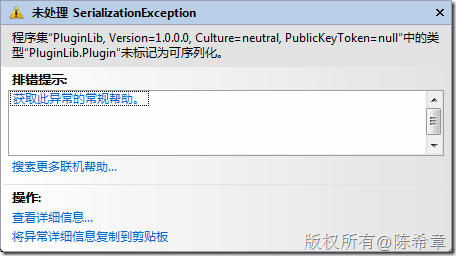 未处理 SerializationException
程序集“PluginLib, Version=1.0.0.0, Culture=neutral, PublicKeyToken=null”中的类
型“PluginLib.Plugin”未标记为可序列化。
排错提示:
获取此异常的常规帮助。
搜索更多联机帮助...
操作:
查看详细信息...
将异常详细信息复制到剪贴板
版权所有@陈希章